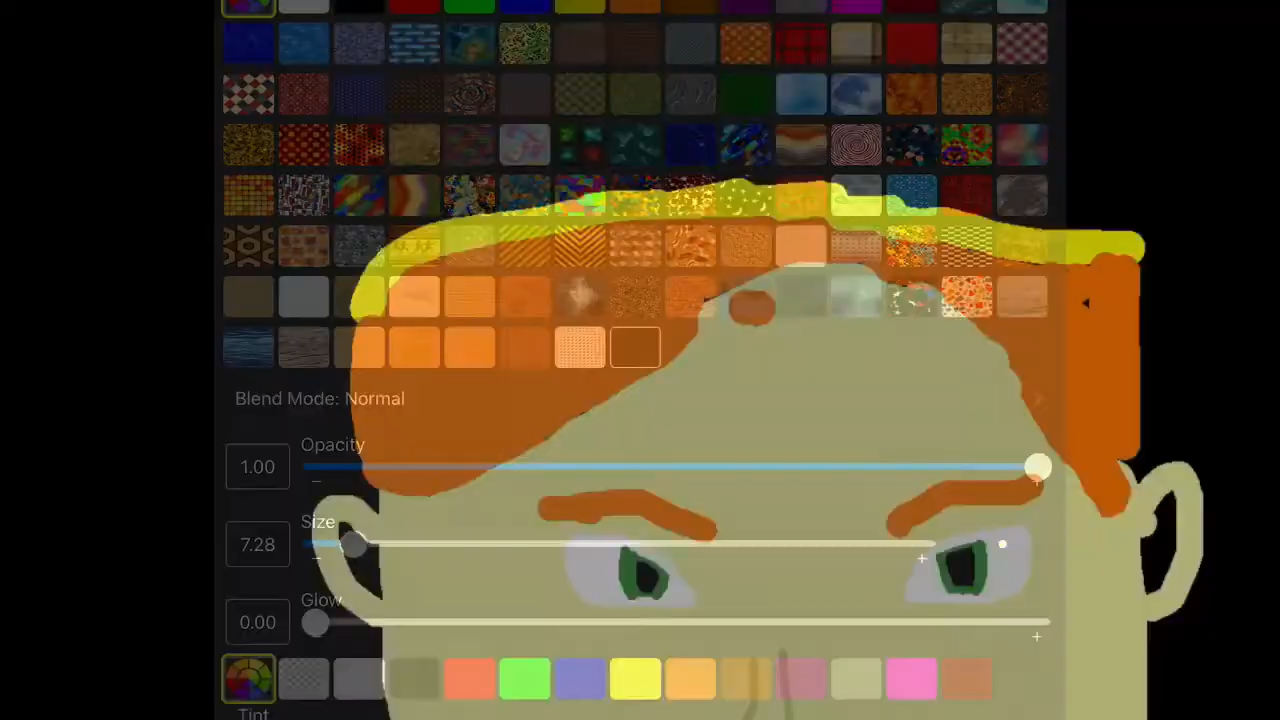 Blend Mode: Normal
Opacity
1.00
Size
7.28
Glow
0.00
Tint